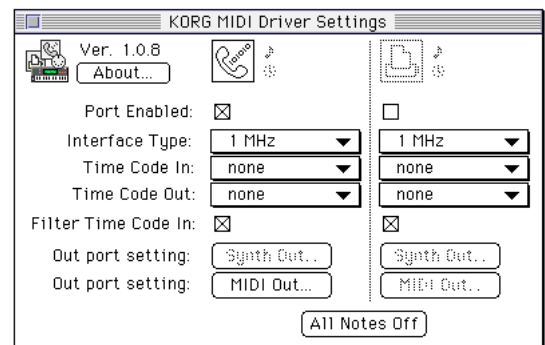 KORG MIDI Driver Settings
Ver. 1.0.8
About...
Port Enabled:
Interface Type: 1 MHz 1 MHz
Time Code In: none none
Time Code Out: none none
Filter Time Code In:
Out port setting: Synth Out.. Synth Out..
Out port setting: MIDI Out... MIDI Out..
All Notes Off